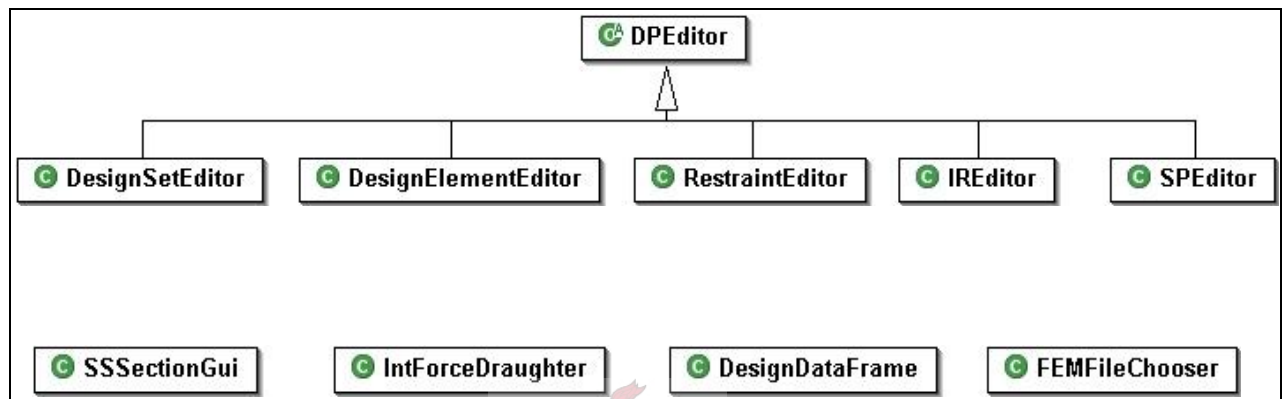 DPEditor
DesignSetEditor
DesignElementEditor
RestraintEditor
IREditor
SPEditor
SSSectionGui
IntForceDraughter
DesignDataFrame
FEMFileChooser